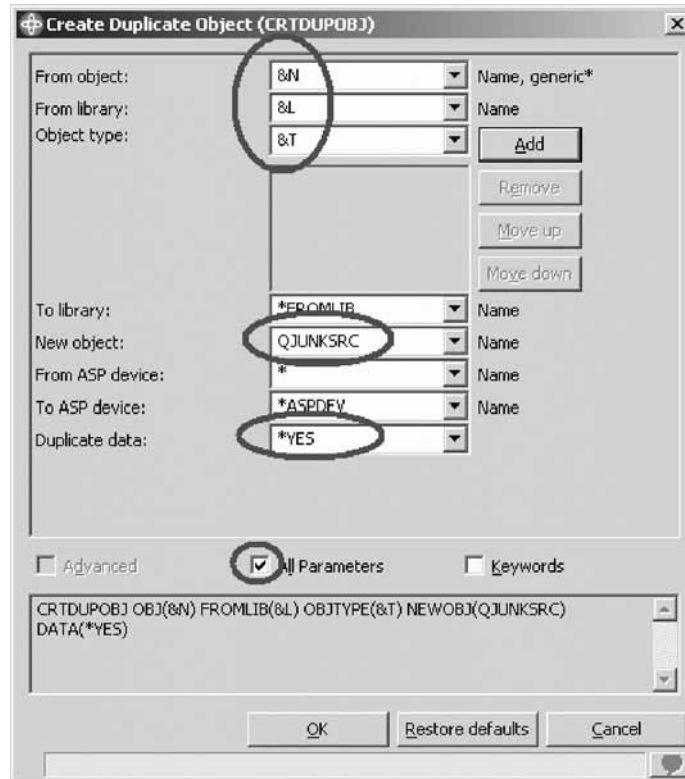 Create Duplicate Object (CRTDUPOBJ)
From object: &N Name, generic*
From library: &L Name
Object type: &T Add
Remove
Move up
Move down
To library: *FROMLIB Name
New object: QJUNKSRC Name
From ASP device: * Name
To ASP device: *ASPDEV Name
Duplicate data: *YES
Advanced All Parameters Keywords
CRTDUPOBJ OBJ(&N) FROMLIB(&L) OBJTYPE(&T) NEWOBJ(QJUNKSRC)
DATA(*YES)
OK Restore defaults Cancel